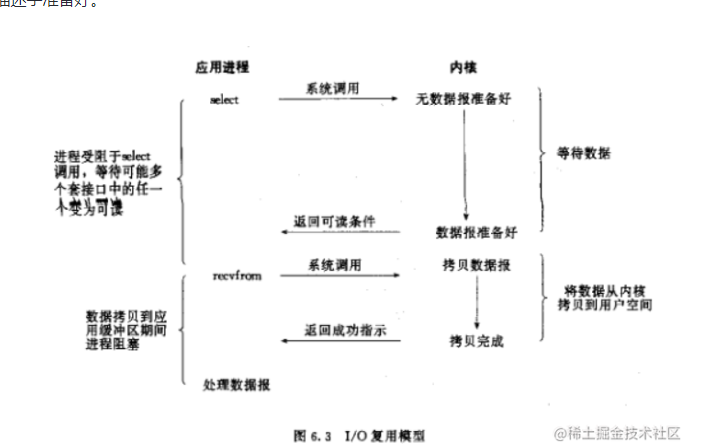 描述字准备好。
应用进程
内核
系统调用
select
无数据报准备好
进程受阻于select
调用，等待可能多
个套接口中的任一
个变为可读
等待数据
返回可读条件
数据报准备好
系统调用
recvfrom
拷贝数据报
数据拷贝到应
用缓冲区期间
进程阻塞
将数据从内核
拷贝到用户空间
返回成功指示
拷贝完成
处理数据报
图 6.3 I/O 复用模型
@稀土掘金技术社区